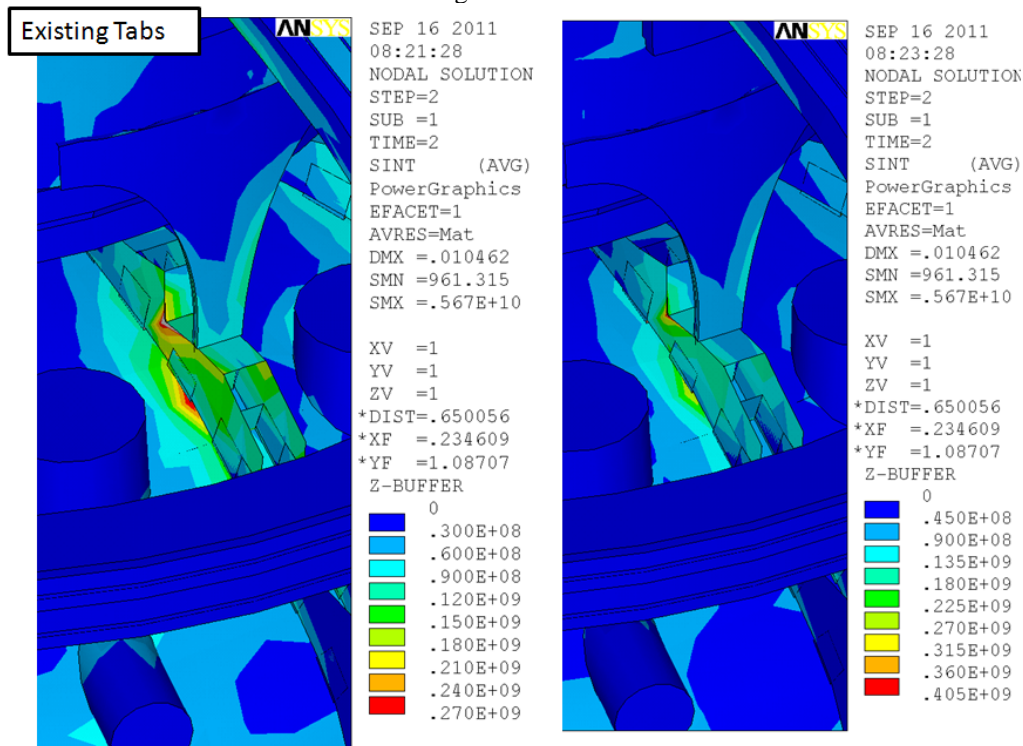 Existing Tabs
ANSYS
SEP 16 2011
08:21:28
NODAL SOLUTION
STEP=2
SUB =1
TIME=2
SINT (AVG)
PowerGraphics
EFACET=1
AVRES=Mat
DMX =.010462
SMN =961.315
SMX =.567E+10
XV =1
YV =1
ZV =1
*DIST=.650056
*XF =.234609
*YF =1.08707
Z-BUFFER
0
.300E+08
.600E+08
.900E+08
.120E+09
.150E+09
.180E+09
.210E+09
.240E+09
.270E+09
ANSYS
SEP 16 2011
08:23:28
NODAL SOLUTION
STEP=2
SUB =1
TIME=2
SINT (AVG)
PowerGraphics
EFACET=1
AVRES=Mat
DMX =.010462
SMN =961.315
SMX =.567E+10
XV =1
YV =1
ZV =1
*DIST=.650056
*XF =.234609
*YF =1.08707
Z-BUFFER
0
.450E+08
.900E+08
.135E+09
.180E+09
.225E+09
.270E+09
.315E+09
.360E+09
.405E+09